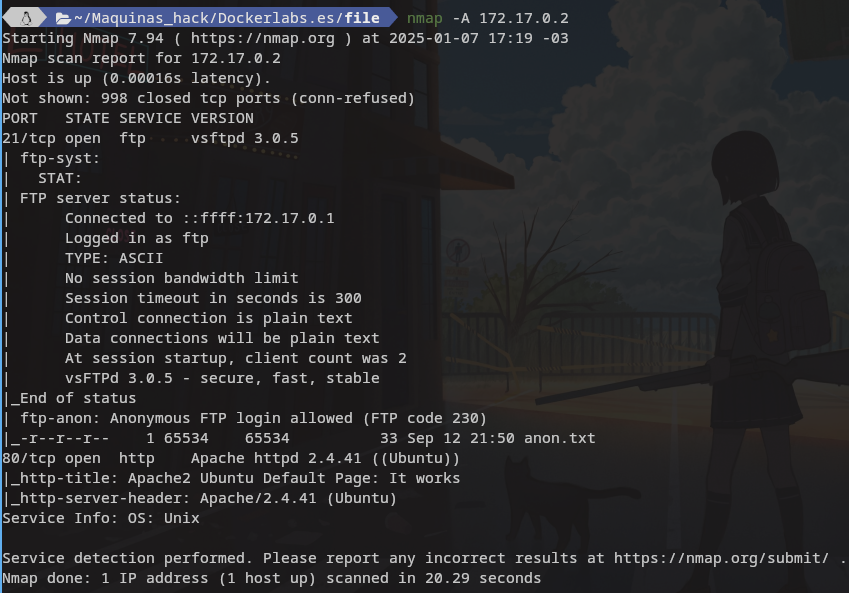 ~/Maquinas_hack/Dockerlabs.es/file nmap -A 172.17.0.2
Starting Nmap 7.94 ( https://nmap.org ) at 2025-01-07 17:19 -03
Nmap scan report for 172.17.0.2
Host is up (0.00016s latency).
Not shown: 998 closed tcp ports (conn-refused)
PORT   STATE SERVICE VERSION
21/tcp open  ftp     vsftpd 3.0.5
| ftp-syst:
|   STAT:
| FTP server status:
|      Connected to ::ffff:172.17.0.1
|      Logged in as ftp
|      TYPE: ASCII
|      No session bandwidth limit
|      Session timeout in seconds is 300
|      Control connection is plain text
|      Data connections will be plain text
|      At session startup, client count was 2
|      vsFTPd 3.0.5 - secure, fast, stable
|_End of status
| ftp-anon: Anonymous FTP login allowed (FTP code 230)
|_-r--r--r--    1 65534    65534          33 Sep 12 21:50 anon.txt
80/tcp open  http    Apache httpd 2.4.41 ((Ubuntu))
|_http-title: Apache2 Ubuntu Default Page: It works
|_http-server-header: Apache/2.4.41 (Ubuntu)
Service Info: OS: Unix
Service detection performed. Please report any incorrect results at https://nmap.org/submit/ .
Nmap done: 1 IP address (1 host up) scanned in 20.29 seconds